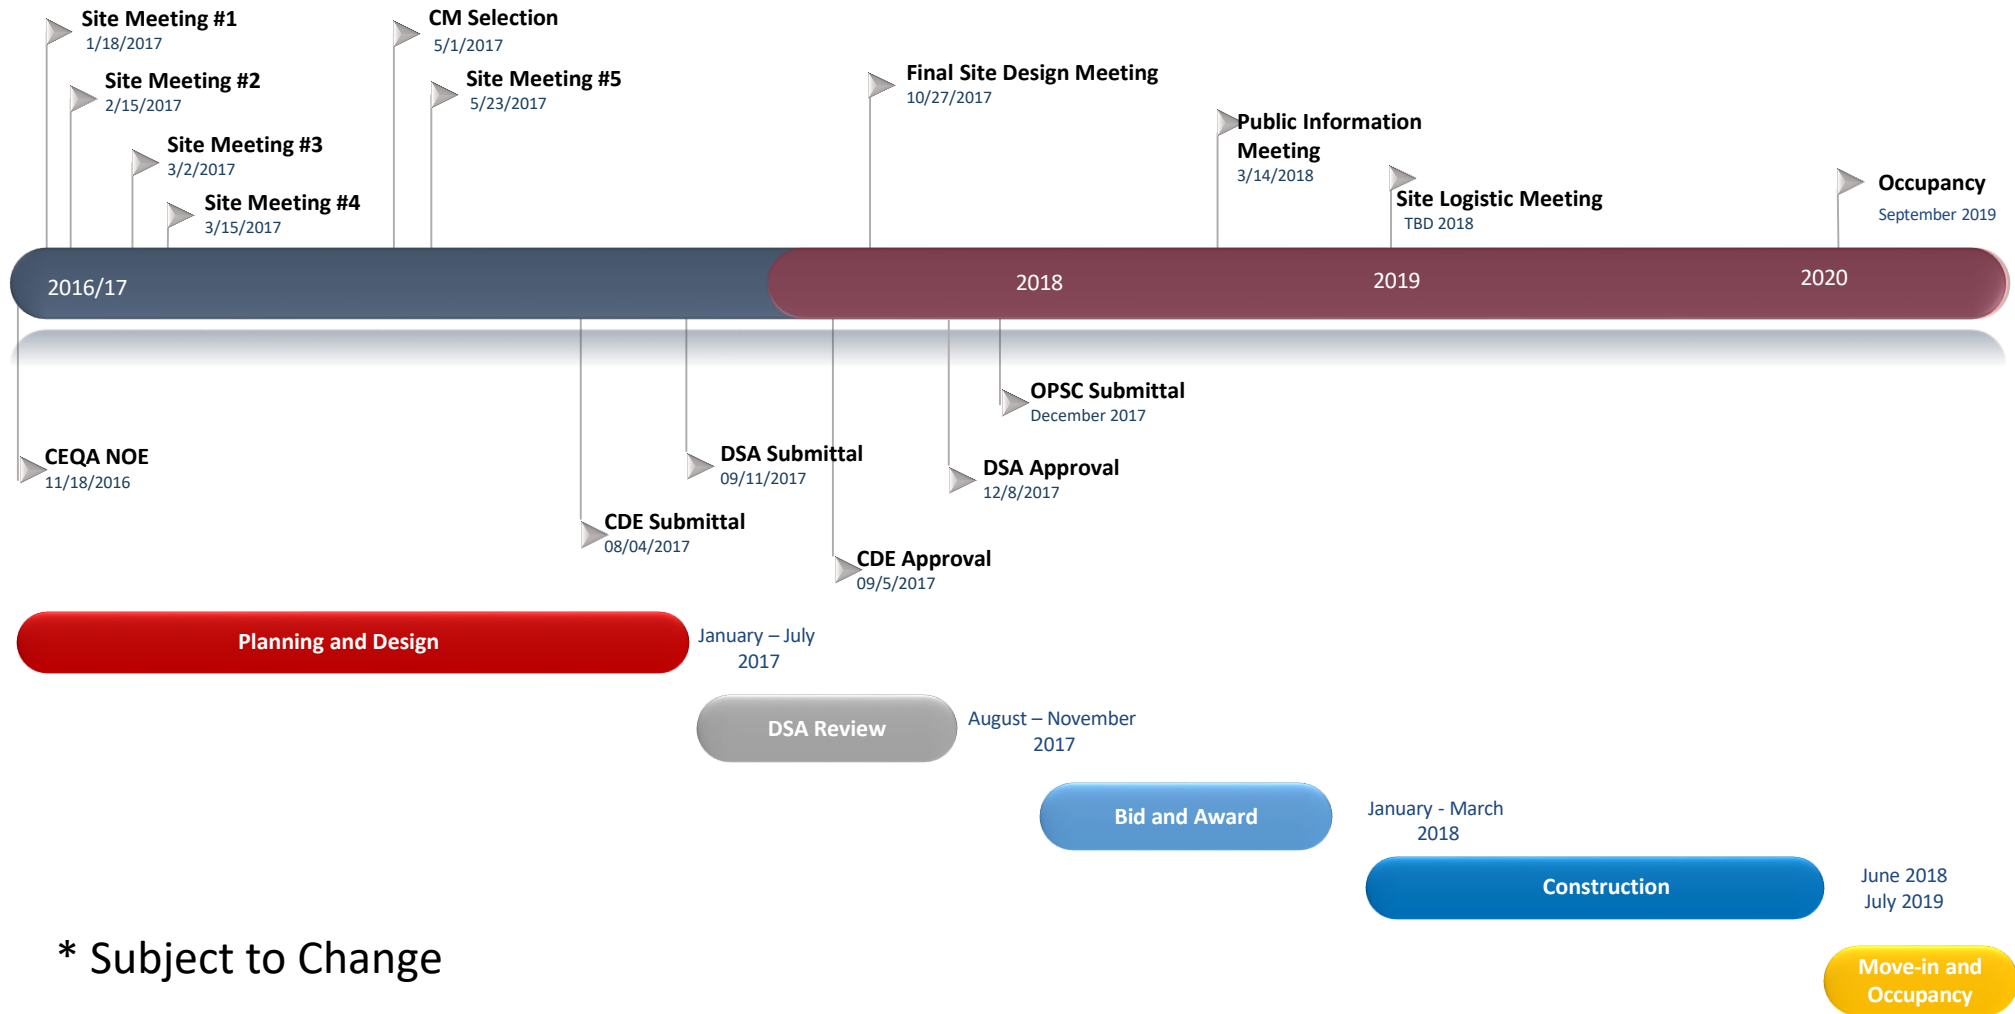 Site Meeting #1
1/18/2017
Site Meeting #2
2/15/2017
Site Meeting #3
3/2/2017
Site Meeting #4
3/15/2017
CM Selection
5/1/2017
Site Meeting #5
5/23/2017
Final Site Design Meeting
10/27/2017
Public Information
Meeting
3/14/2018
Site Logistic Meeting
TBD 2018
Occupancy
September 2019
2016/17
2018
2019
2020
CEQA NOE
11/18/2016
CDE Submittal
08/04/2017
DSA Submittal
09/11/2017
CDE Approval
09/5/2017
DSA Approval
12/8/2017
OPSC Submittal
December 2017
Planning and Design
January – July
2017
DSA Review
August – November
2017
Bid and Award
January - March
2018
Construction
June 2018
July 2019
Move-in and
Occupancy
* Subject to Change